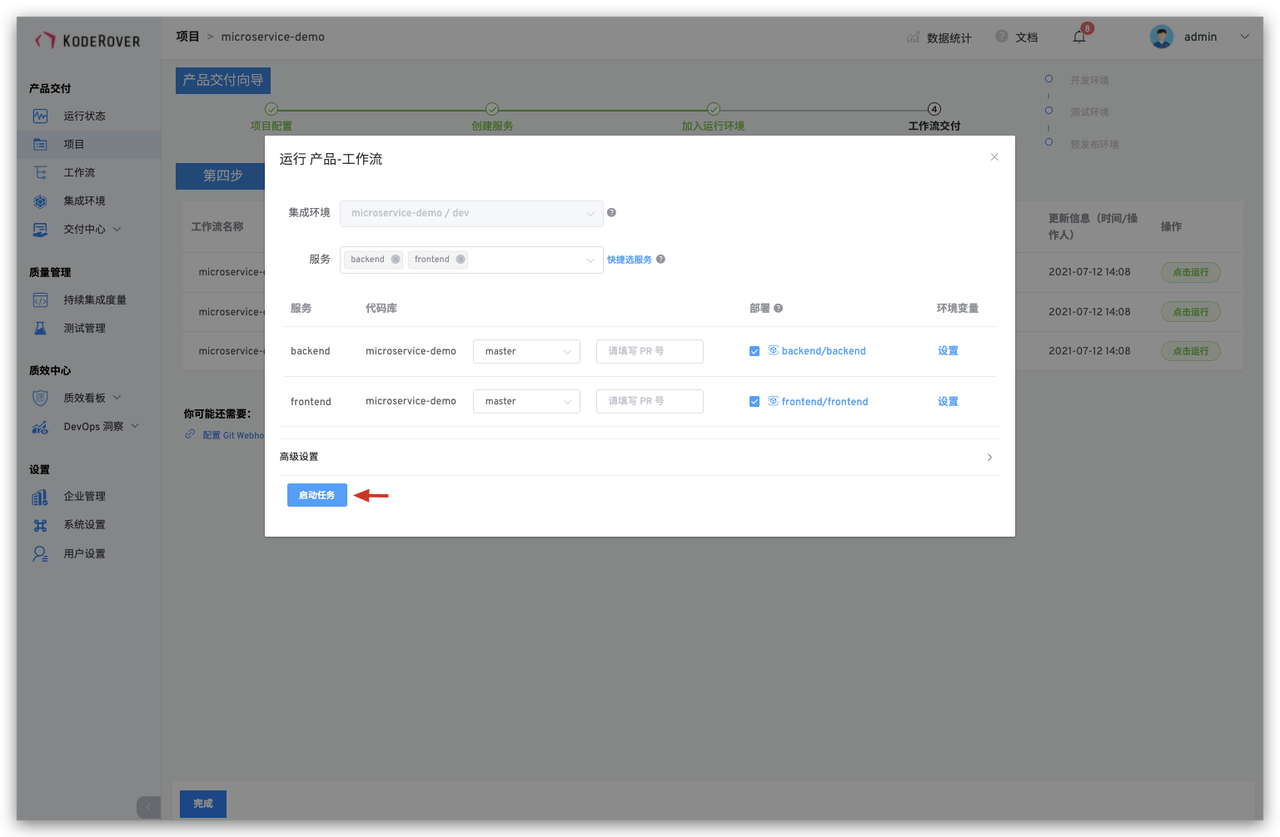 KODEROVER
项目 > microservice-demo
数据统计
文档
8
admin
产品交付
运行状态
项目
工作流
集成环境
交付中心
质量管理
持续集成度量
测试管理
质效中心
质效看板
DevOps 洞察
设置
企业管理
系统设置
用户设置
产品交付向导
项目配置
创建服务
加入运行环境
4
工作流交付
开发环境
测试环境
预发布环境
第四步
工作流名称
更新信息（时间/操
作人）
操作
microservice-
2021-07-12 14:08
点击运行
microservice-
2021-07-12 14:08
点击运行
microservice-
2021-07-12 14:08
点击运行
你可能还需要：
配置 Git Webho
运行 产品-工作流
集成环境
microservice-demo / dev
服务
backend
frontend
快捷选服务
服务 代码库 部署 环境变量
backend microservice-demo master 请填写 PR 号 backend/backend 设置
frontend microservice-demo master 请填写 PR 号 frontend/frontend 设置
高级设置
启动任务
完成